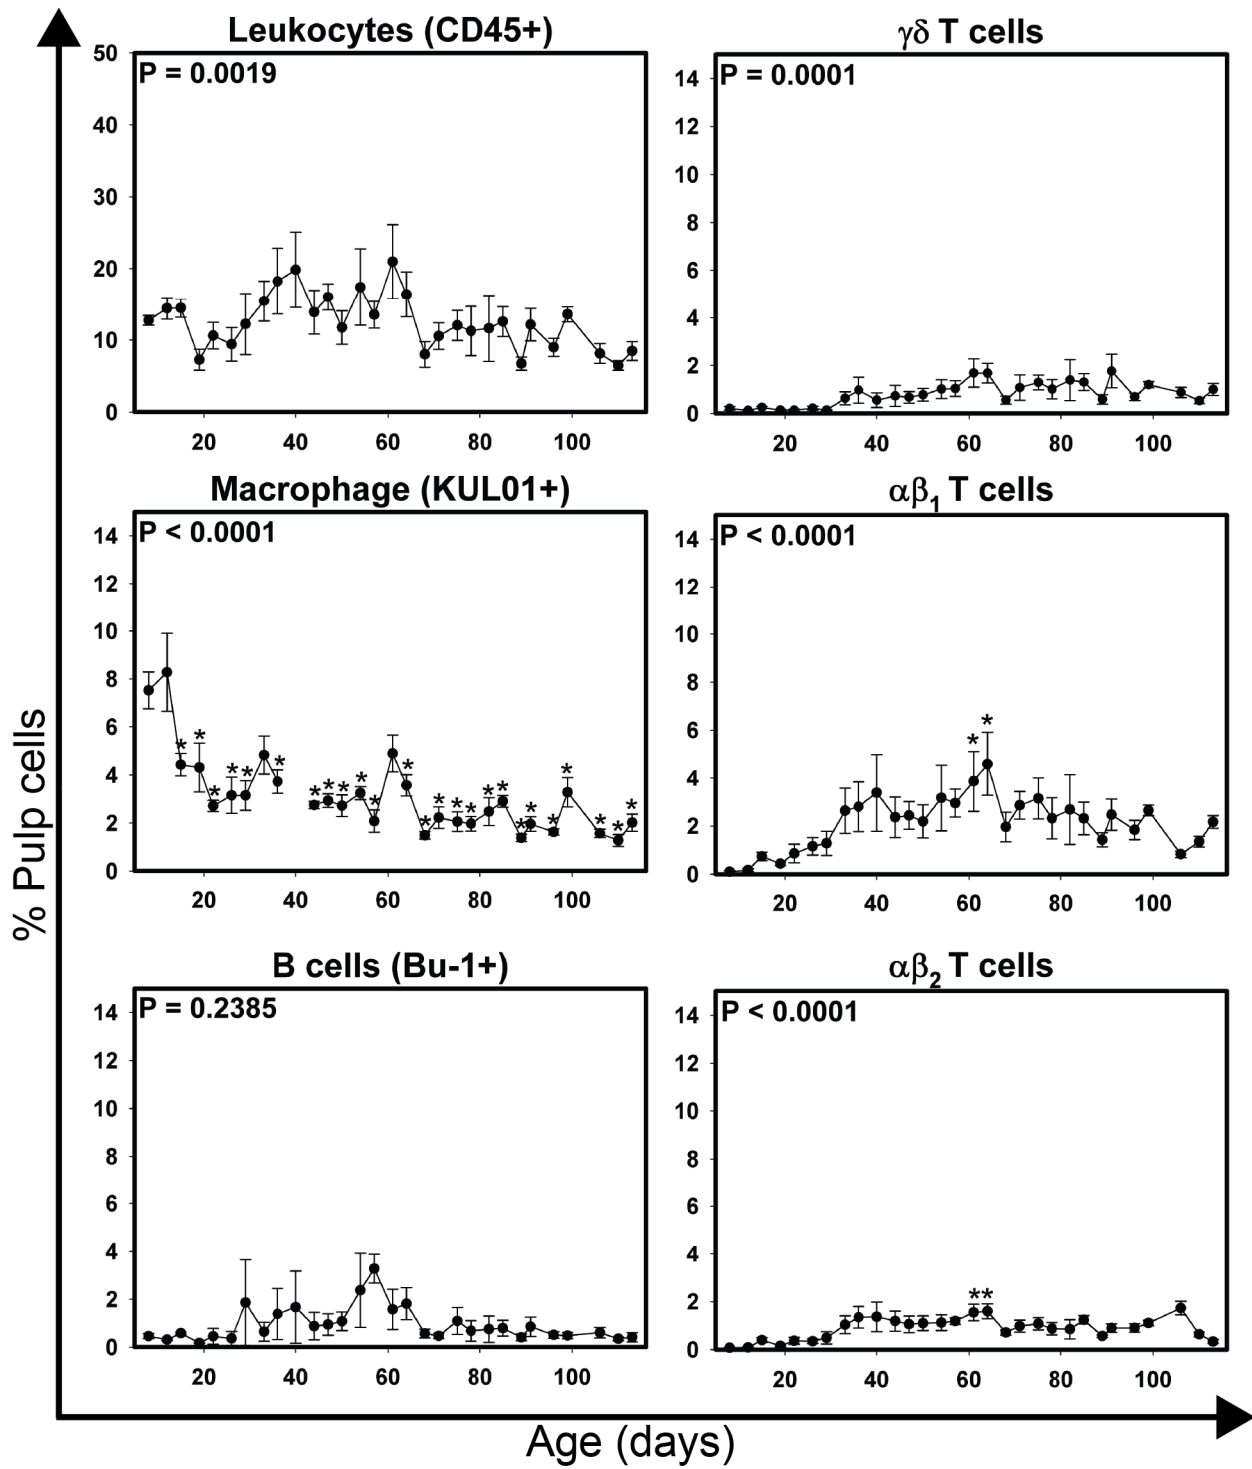 % Pulp cells
Leukocytes (CD45+)
P = 0.0019
50
40
30
20
10
0
20 40 60 80 100
γδ T cells
P = 0.0001
14
12
10
8
6
4
2
0
20 40 60 80 100
Macrophage (KUL01+)
P < 0.0001
14
12
10
8
6
4
2
0
* * * * * * * * * * * * * * * * * * * * * * * *
20 40 60 80 100
αβ1 T cells
P < 0.0001
14
12
10
8
6
4
2
0
* *
20 40 60 80 100
B cells (Bu-1+)
P = 0.2385
14
12
10
8
6
4
2
0
20 40 60 80 100
αβ2 T cells
P < 0.0001
14
12
10
8
6
4
2
0
**
20 40 60 80 100
Age (days)